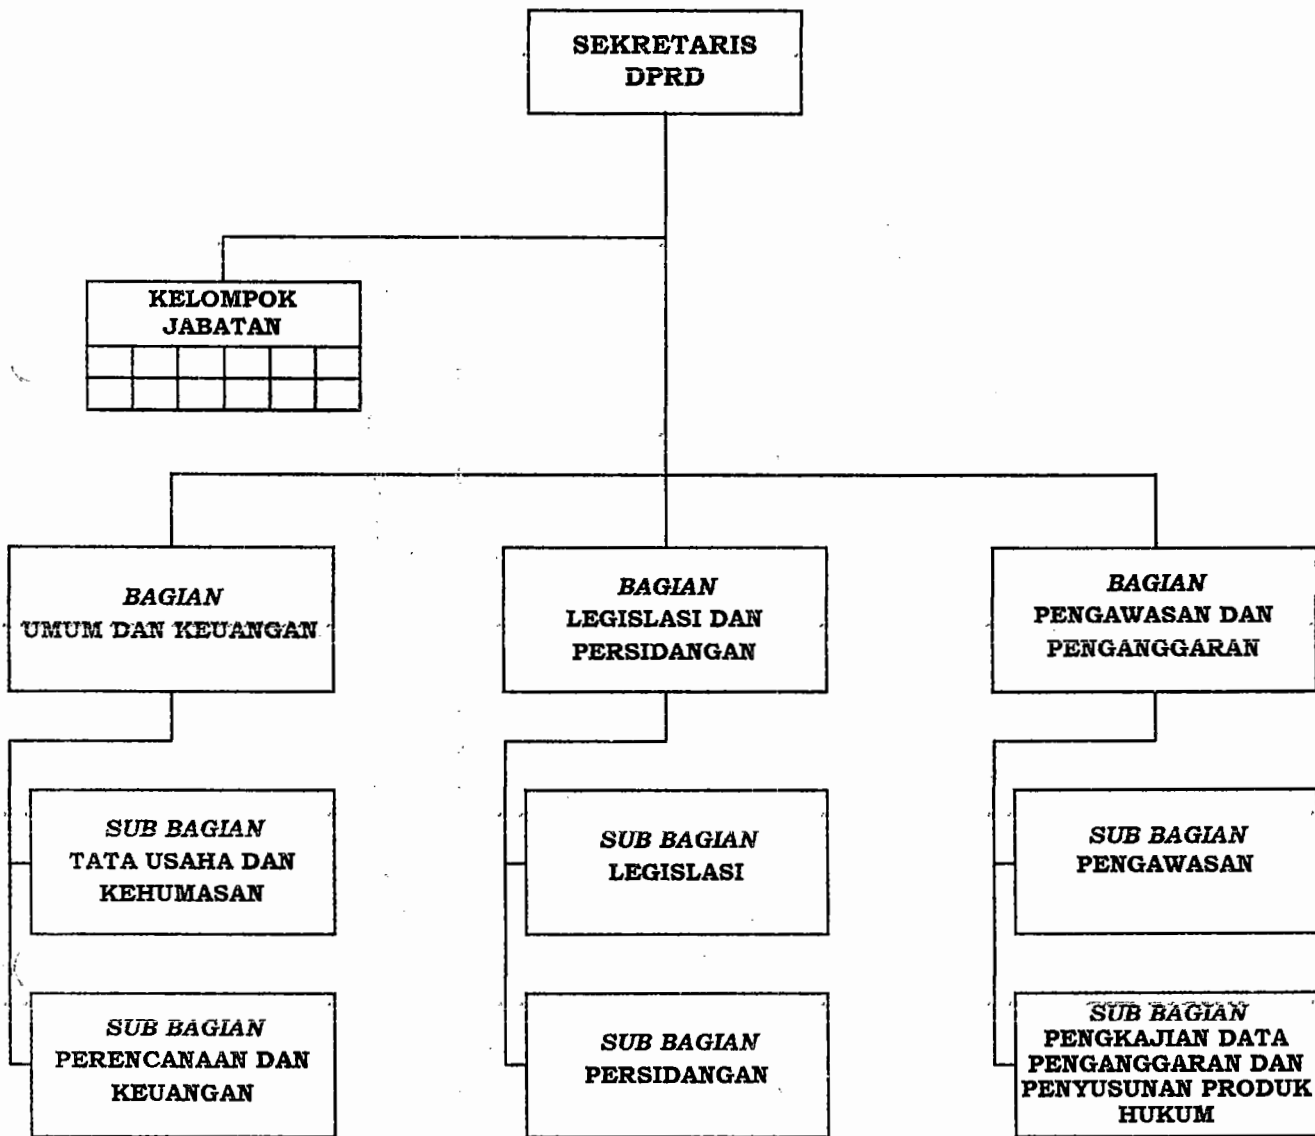 SEKRETARIS
DPRD
KELOMPOK
JABATAN
BAGIAN
UMUM DAN KEUANGAN
BAGIAN
LEGISLASI DAN
PERSIDANGAN
BAGIAN
PENGAWASAN DAN
PENGANGGARAN
SUB BAGIAN
TATA USAHA DAN
KEHUMASAN
SUB BAGIAN
LEGISLASI
SUB BAGIAN
PENGAWASAN
SUB BAGIAN
PERENCANAAN DAN
KEUANGAN
SUB BAGIAN
PERSIDANGAN
SUB BAGIAN
PENGKAJIAN DATA
PENGANGGARAN DAN
PENYUSUNAN PRODUK
HUKUM